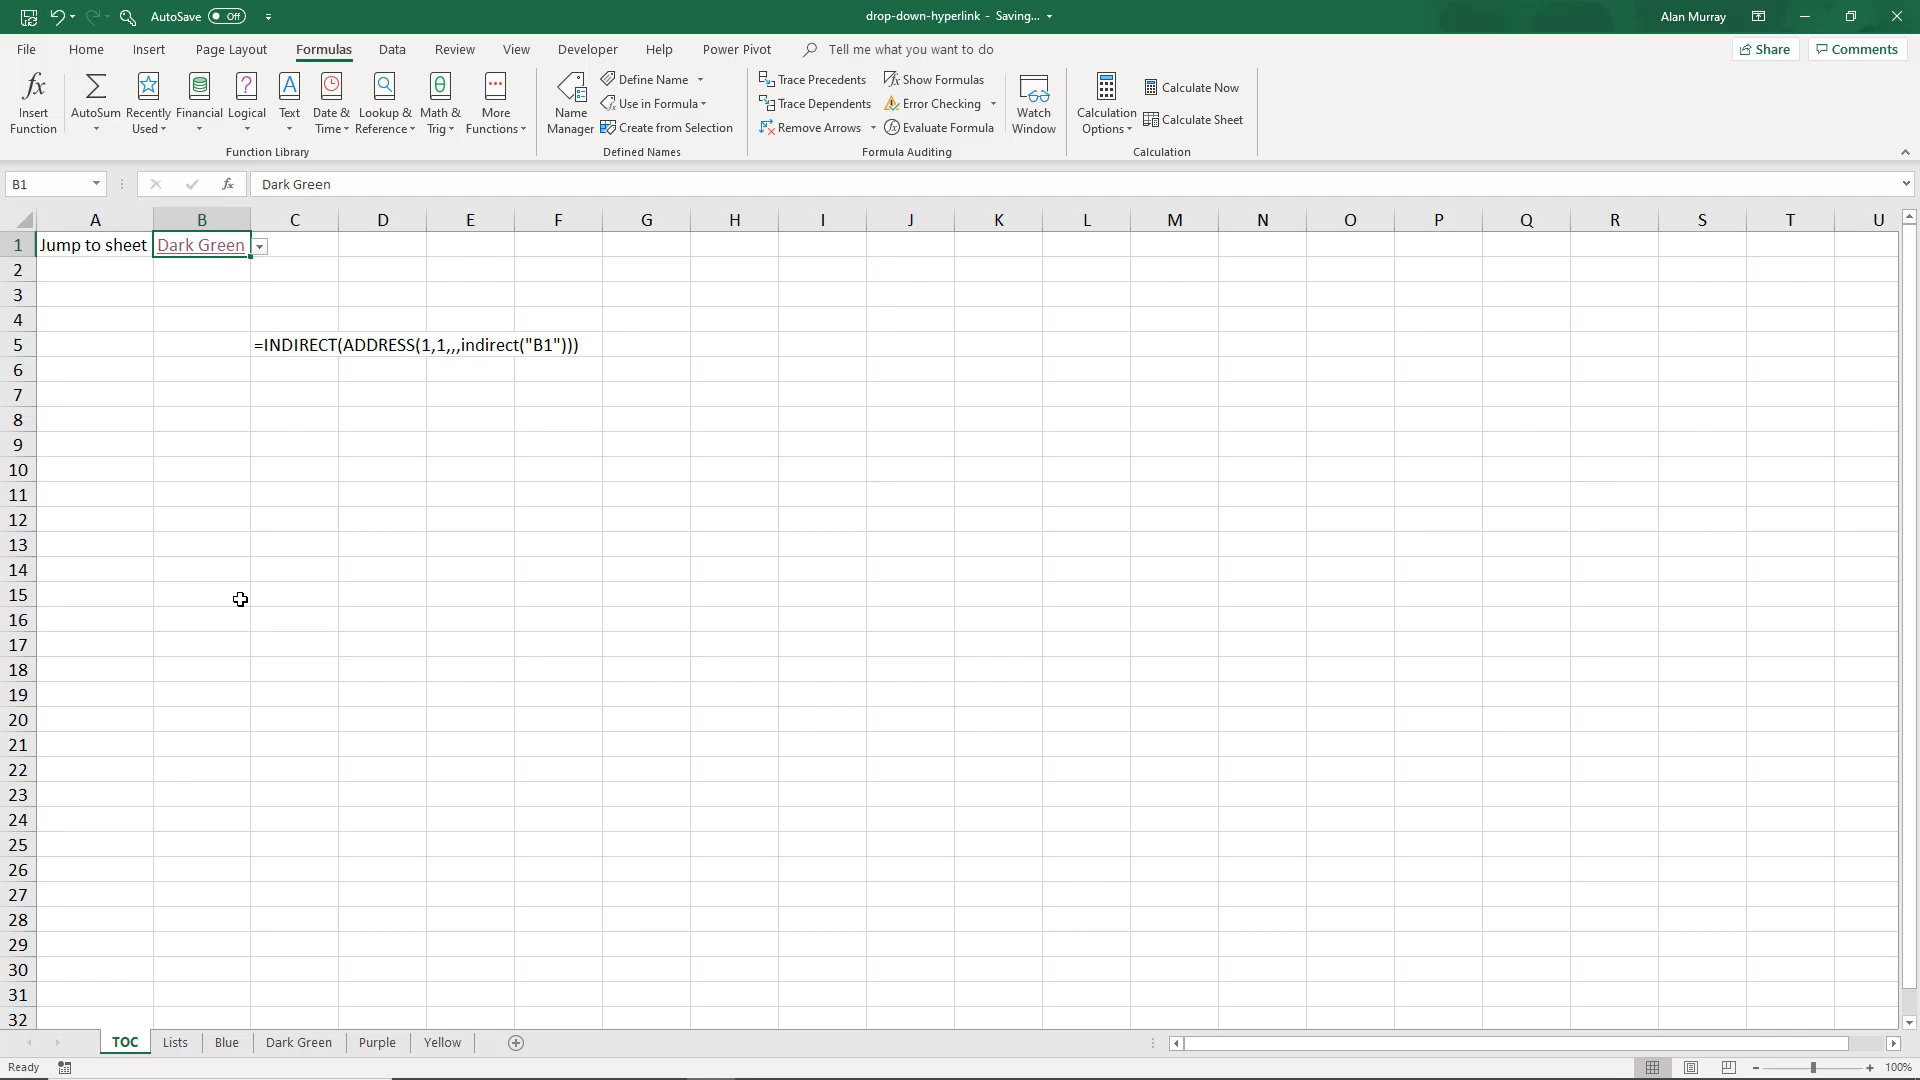 AutoSave Off
drop-down-hyperlink - Saving...
Alan Murray
File Home Insert Page Layout Formulas Data Review View Developer Help Power Pivot Tell me what you want to do
Share Comments
fx Insert Function
Σ AutoSum
Recently Used
Financial
? Logical
A Text
Date & Time
Lookup & Reference
θ Math & Trig
More Functions
Function Library
Name Manager
Define Name
Use in Formula
Create from Selection
Defined Names
Trace Precedents
Trace Dependents
Remove Arrows
Show Formulas
Error Checking
Evaluate Formula
Formula Auditing
Watch Window
Calculation Options
Calculate Now
Calculate Sheet
Calculation
B1 fx Dark Green
A B C D E F G H I J K L M N O P Q R S T U
1 Jump to sheet Dark Green
2
3
4
5 =INDIRECT(ADDRESS(1,1,,,indirect("B1")))
6
7
8
9
10
11
12
13
14
15
16
17
18
19
20
21
22
23
24
25
26
27
28
29
30
31
32
TOC Lists Blue Dark Green Purple Yellow
Ready
100%